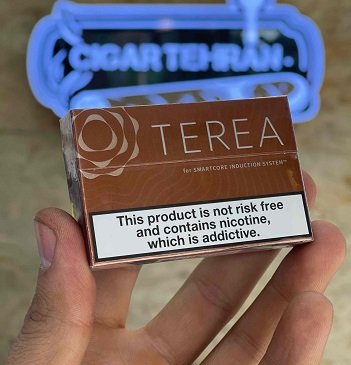 CIGARTEHRAN
TEREA
for SMARTCORE INDUCTION SYSTEM™
This product is not risk free
and contains nicotine,
which is addictive.